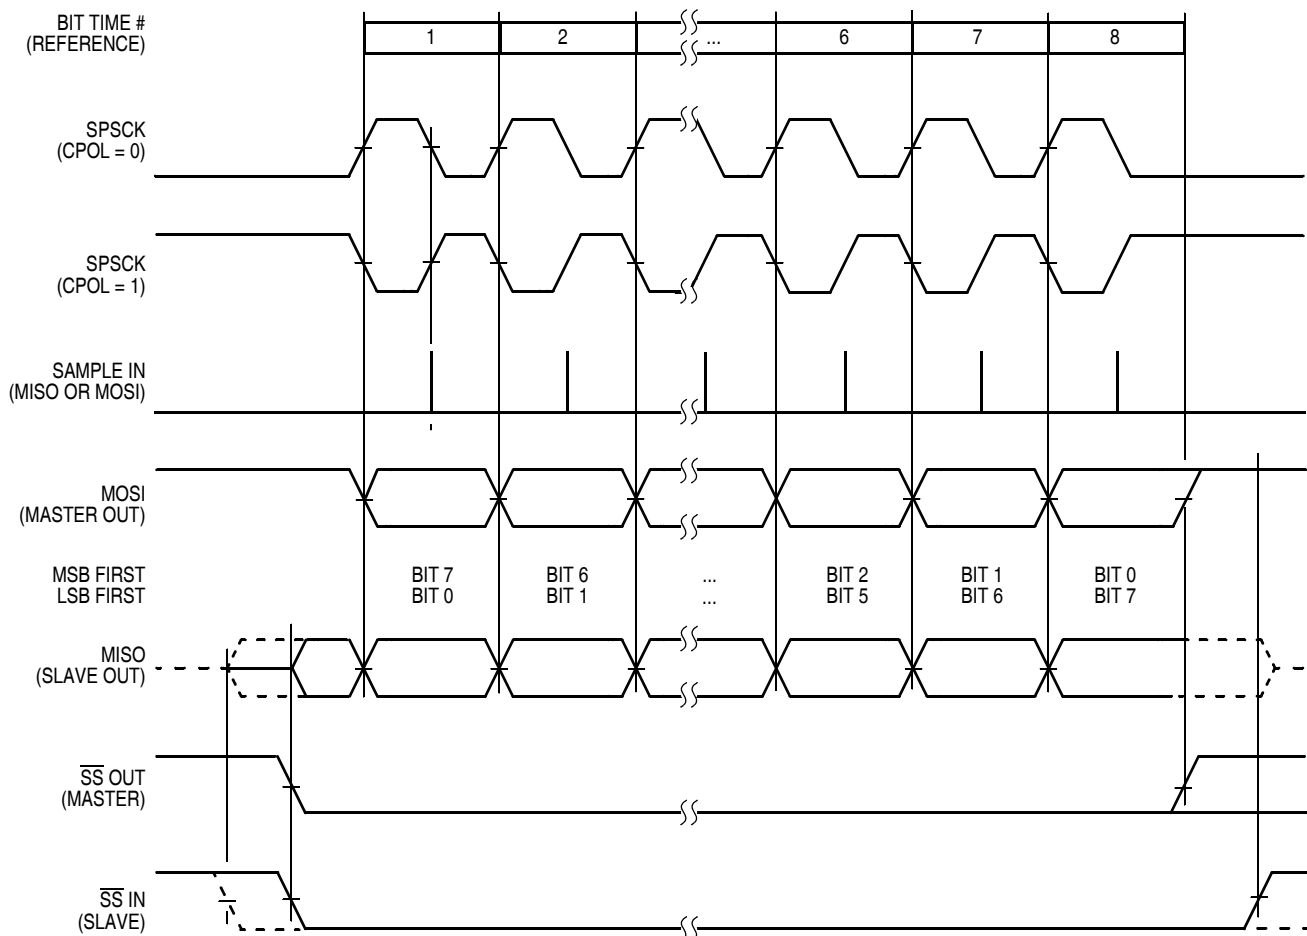 BIT TIME #
(REFERENCE)
1 2 ... 6 7 8
SPSCK
(CPOL = 0)
SPSCK
(CPOL = 1)
SAMPLE IN
(MISO OR MOSI)
MOSI
(MASTER OUT)
MSB FIRST BIT 7 BIT 6 ... BIT 2 BIT 1 BIT 0
LSB FIRST BIT 0 BIT 1 ... BIT 5 BIT 6 BIT 7
MISO
(SLAVE OUT)
S̅S̅ OUT
(MASTER)
S̅S̅ IN
(SLAVE)